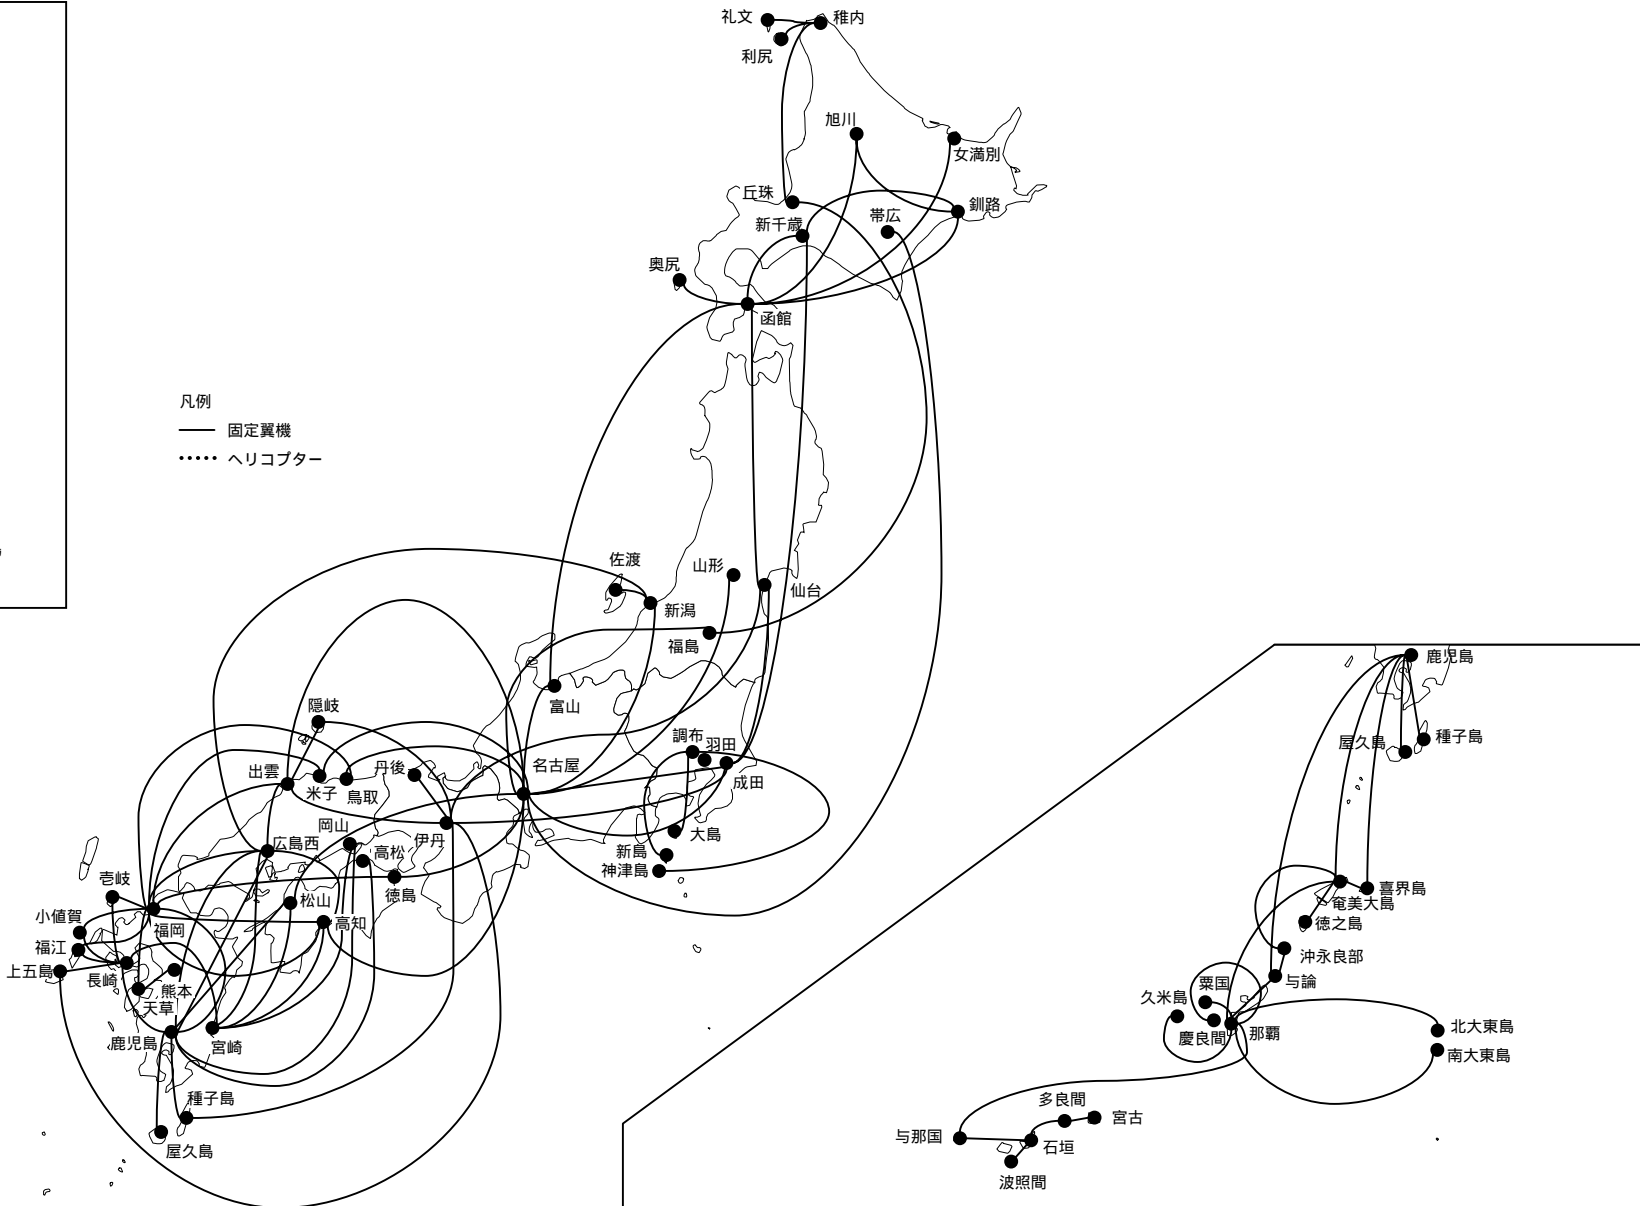 礼文
稚内
利尻
旭川
女満別
丘珠
釧路
新千歳
帯広
奥尻
函館
凡例
固定翼機
ヘリコプター
佐渡
山形
仙台
新潟
福島
鹿児島
屋久島
種子島
隠岐
富山
調布
羽田
名古屋
成田
出雲
米子
鳥取
丹後
岡山
伊丹
大島
広島西
高松
新島
神津島
壱岐
徳島
松山
小値賀
福岡
高知
福江
上五島
長崎
熊本
天草
鹿児島
宮崎
種子島
屋久島
喜界島
奄美大島
徳之島
沖永良部
与論
粟国
久米島
慶良間
那覇
北大東島
南大東島
多良間
宮古
与那国
石垣
波照間